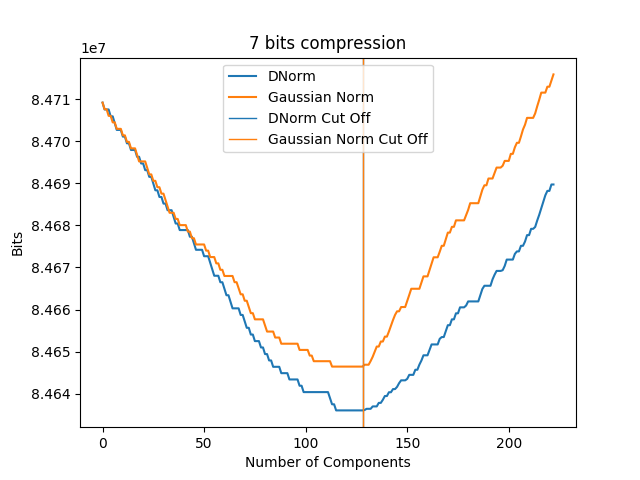 7 bits compression
1e7
DNorm
Gaussian Norm
DNorm Cut Off
Gaussian Norm Cut Off
8.471
8.470
8.469
8.468
8.467
8.466
8.465
8.464
Bits
0 50 100 150 200
Number of Components